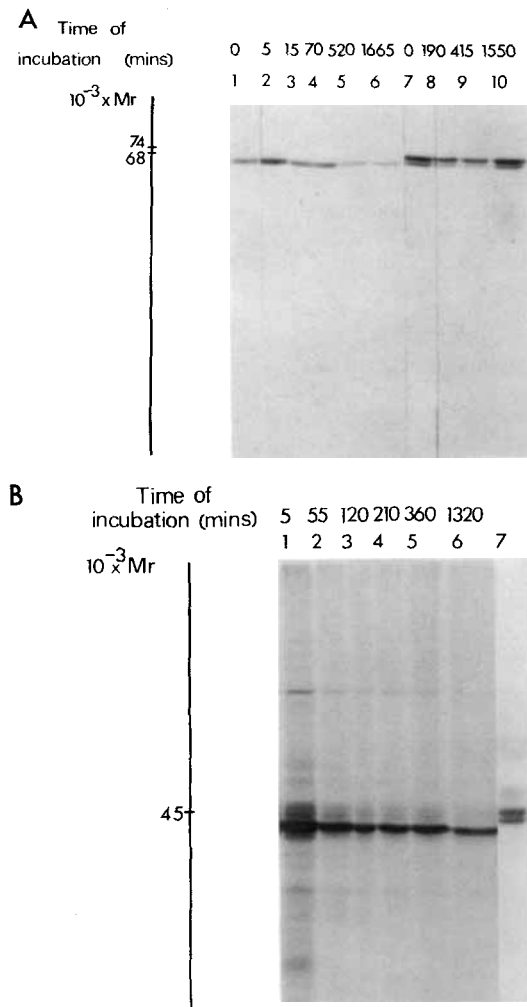 A
Time of
incubation (mins) 0 5 15 70 520 1665 0 190 415 1550
1 2 3 4 5 6 7 8 9 10
10⁻³ x Mr
74
68
B
Time of
incubation (mins) 5 55 120 210 360 1320
1 2 3 4 5 6 7
10⁻³ x Mr
45